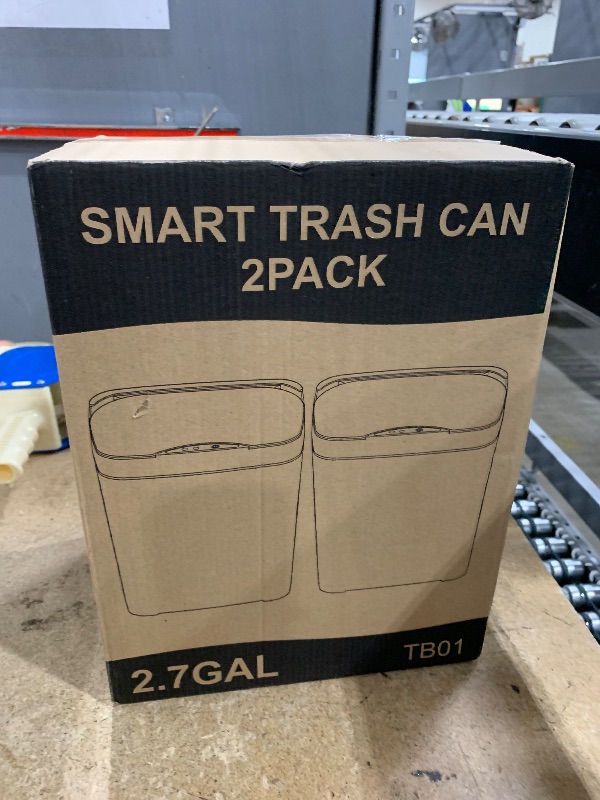 SMART TRASH CAN
2PACK
2.7GAL
TB01